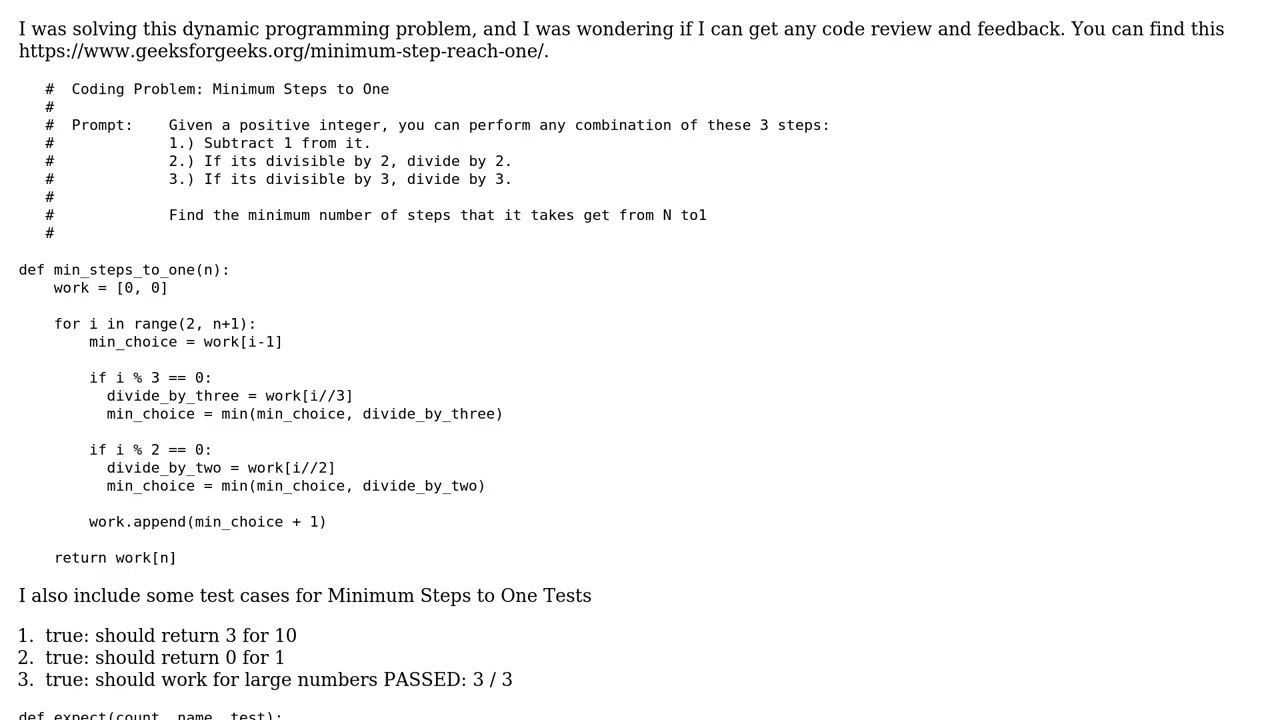 I was solving this dynamic programming problem, and I was wondering if I can get any code review and feedback. You can find this
https://www.geeksforgeeks.org/minimum-step-reach-one/.
#  Coding Problem: Minimum Steps to One
#
#  Prompt:    Given a positive integer, you can perform any combination of these 3 steps:
#             1.) Subtract 1 from it.
#             2.) If its divisible by 2, divide by 2.
#             3.) If its divisible by 3, divide by 3.
#
#             Find the minimum number of steps that it takes get from N to1
#
def min_steps_to_one(n):
    work = [0, 0]
    for i in range(2, n+1):
        min_choice = work[i-1]
        if i % 3 == 0:
          divide_by_three = work[i//3]
          min_choice = min(min_choice, divide_by_three)
        if i % 2 == 0:
          divide_by_two = work[i//2]
          min_choice = min(min_choice, divide_by_two)
        work.append(min_choice + 1)
    return work[n]
I also include some test cases for Minimum Steps to One Tests
1. true: should return 3 for 10
2. true: should return 0 for 1
3. true: should work for large numbers PASSED: 3 / 3
def expect(count, name, test):